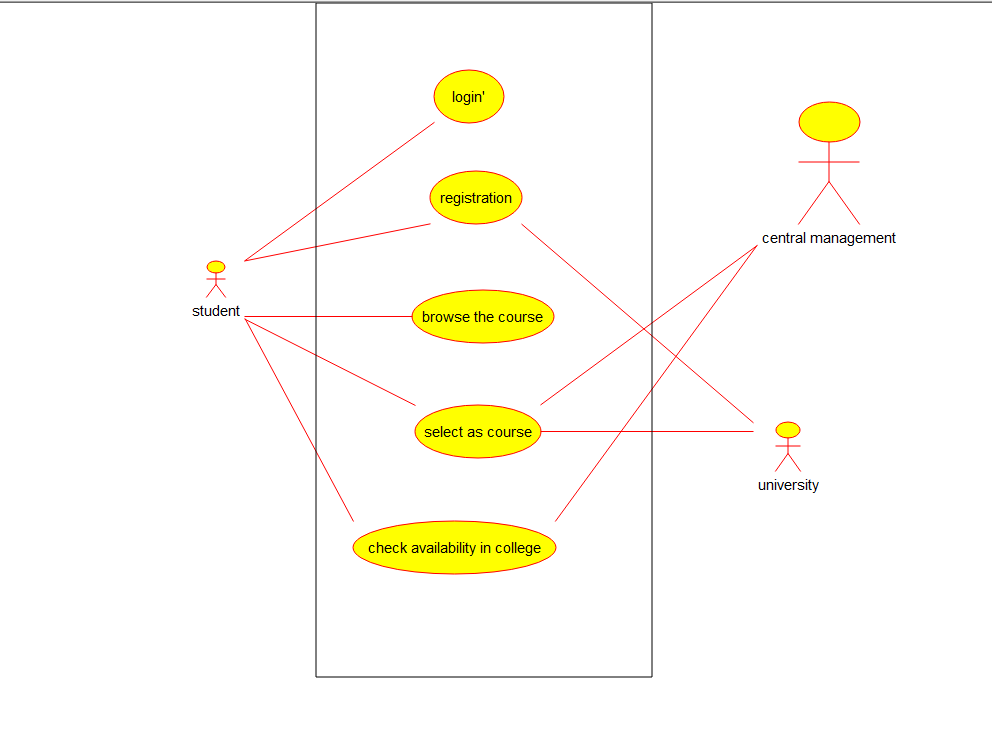 login'
registration
central management
student
browse the course
select as course
university
check availability in college